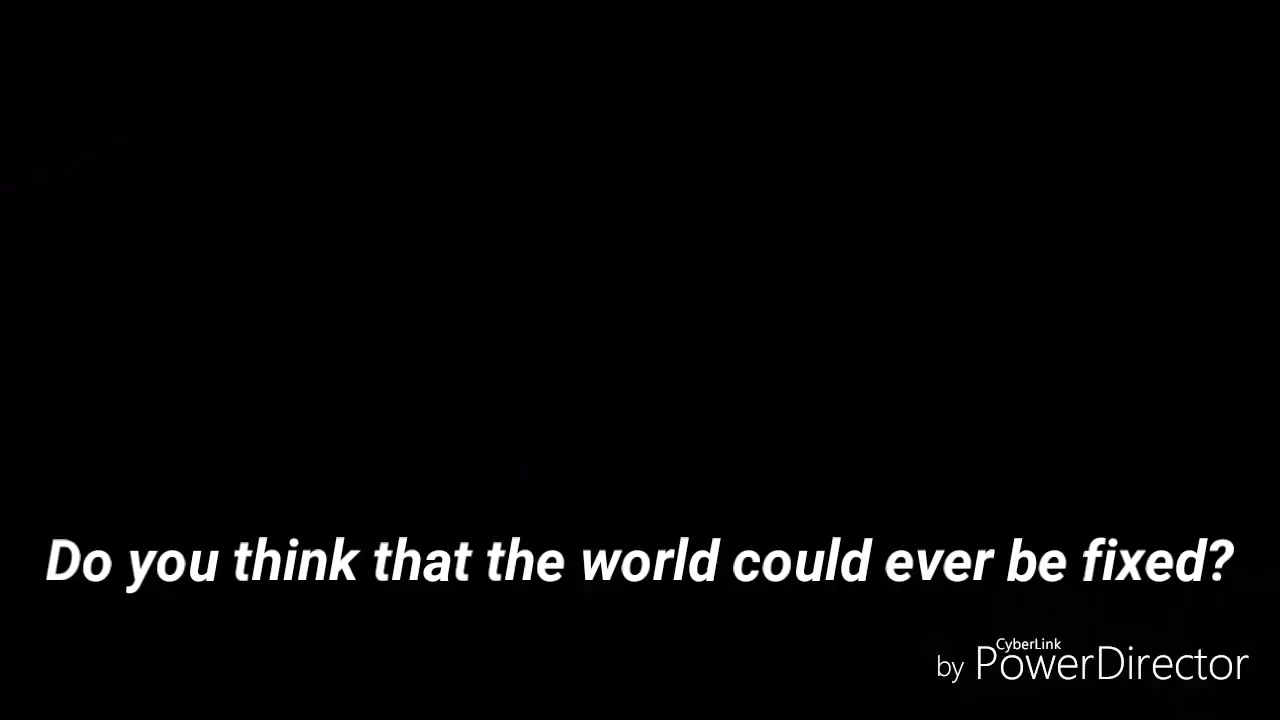 Do you think that the world could ever be fixed?
CyberLink
by PowerDirector